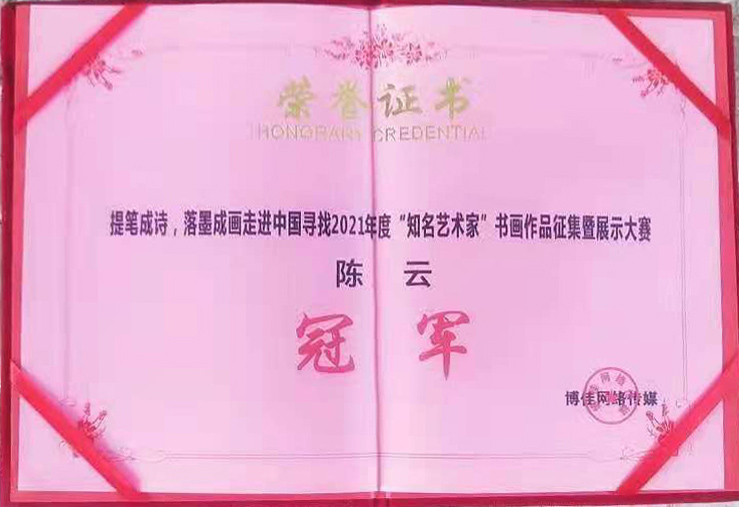 荣誉证书
HONORARY CREDENTIAL
提笔成诗，落墨成画走进中国寻找2021年度“知名艺术家”书画作品征集暨展示大赛
陈 云
冠 军
博佳网络传媒